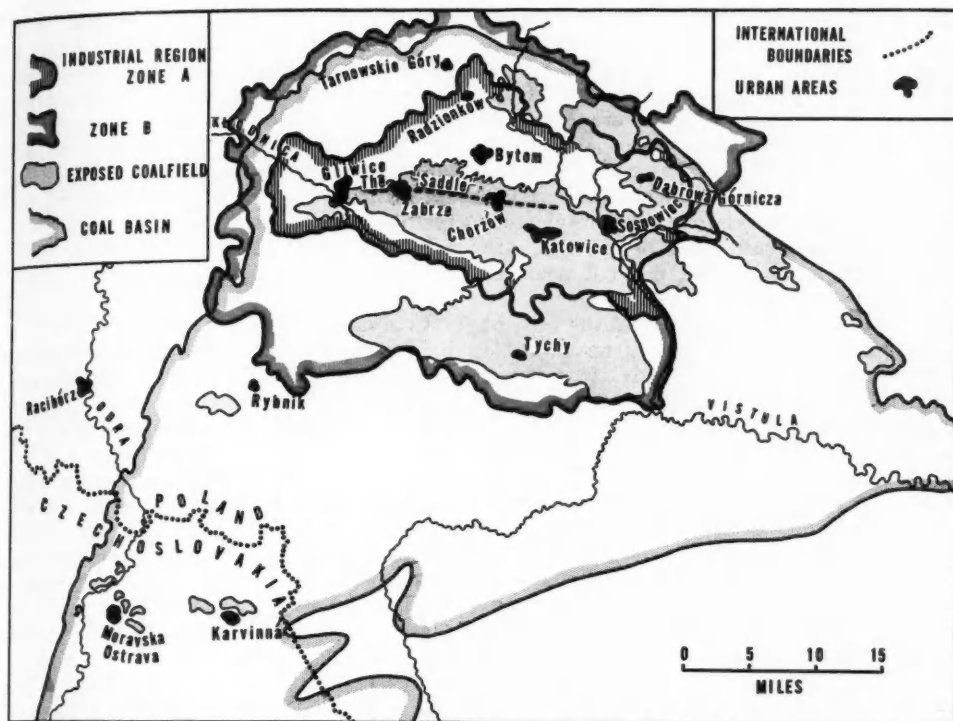 INDUSTRIAL REGION
ZONE A
ZONE B
EXPOSED COALFIELD
COAL BASIN
INTERNATIONAL
BOUNDARIES
URBAN AREAS
Tarnowskie Góry
Radzionków
KŁODNICA
Bytom
Gliwice
The "Saddle"
Zabrze
Chorzów
Dąbrowa Górnicza
Sosnowiec
Katowice
Tychy
Rybnik
Racibórz
ODRA
VISTULA
POLAND
CZECHOSLOVAKIA
Moravska
Ostrava
Karvinna
0 5 10 15
MILES